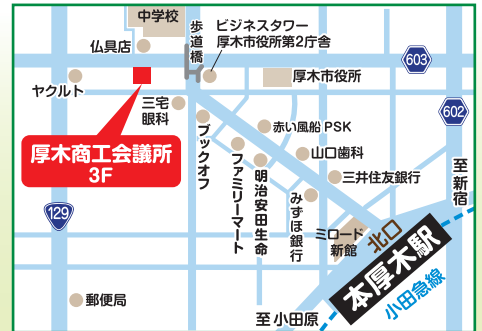 中学校
歩道橋
ビジネスタワー
厚木市役所第2庁舎
仏具店
603
ヤクルト
厚木市役所
三宅
眼科
602
ブックオフ
赤い風船 PSK
厚木商工会議所
3F
ファミリーマート
明治安田生命
山口歯科
三井住友銀行
至新宿
みずほ銀行
129
ミロード
新館
北口
本厚木駅
小田急線
郵便局
至小田原